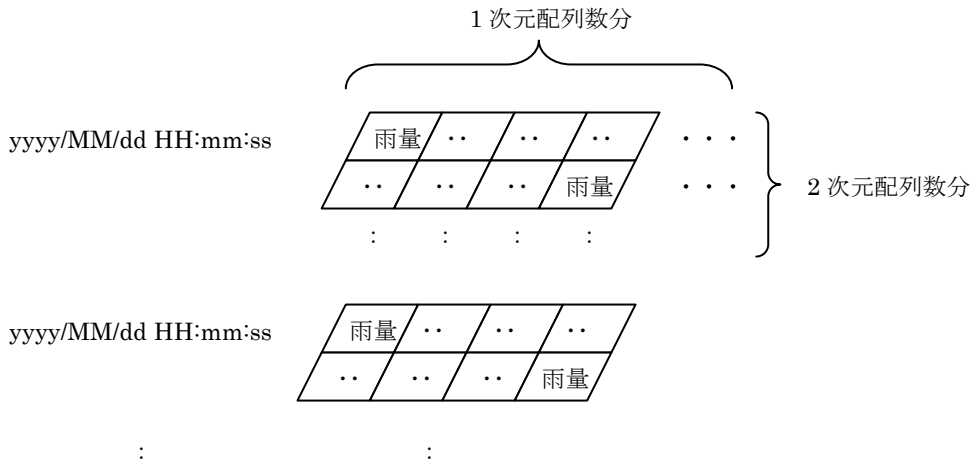 1 次元配列数分
yyyy/MM/dd HH:mm:ss 雨量 ‥ ‥ ‥ ・・・
‥ ‥ ‥ 雨量 ・・・
2 次元配列数分
: : : :
yyyy/MM/dd HH:mm:ss 雨量 ‥ ‥ ‥
‥ ‥ ‥ 雨量
: :